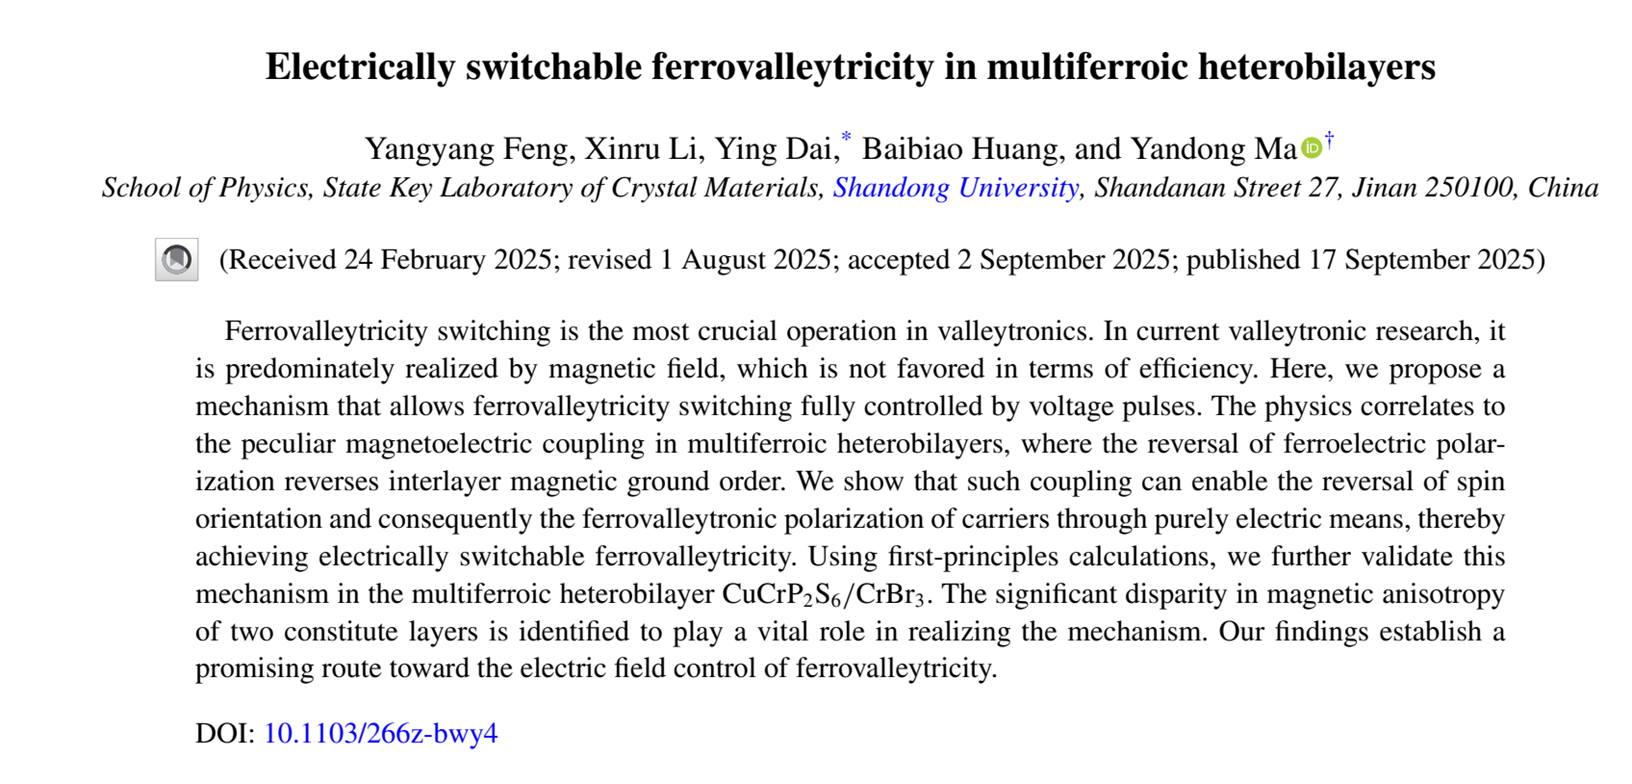 Electrically switchable ferrovalleytricity in multiferroic heterobilayers
Yangyang Feng, Xinru Li, Ying Dai,* Baibiao Huang, and Yandong Ma iD †
School of Physics, State Key Laboratory of Crystal Materials, Shandong University, Shandanan Street 27, Jinan 250100, China
(Received 24 February 2025; revised 1 August 2025; accepted 2 September 2025; published 17 September 2025)
Ferrovalleytricity switching is the most crucial operation in valleytronics. In current valleytronic research, it
is predominately realized by magnetic field, which is not favored in terms of efficiency. Here, we propose a
mechanism that allows ferrovalleytricity switching fully controlled by voltage pulses. The physics correlates to
the peculiar magnetoelectric coupling in multiferroic heterobilayers, where the reversal of ferroelectric polar-
ization reverses interlayer magnetic ground order. We show that such coupling can enable the reversal of spin
orientation and consequently the ferrovalleytronic polarization of carriers through purely electric means, thereby
achieving electrically switchable ferrovalleytricity. Using first-principles calculations, we further validate this
mechanism in the multiferroic heterobilayer CuCrP₂S₆/CrBr₃. The significant disparity in magnetic anisotropy
of two constitute layers is identified to play a vital role in realizing the mechanism. Our findings establish a
promising route toward the electric field control of ferrovalleytricity.
DOI: 10.1103/266z-bwy4